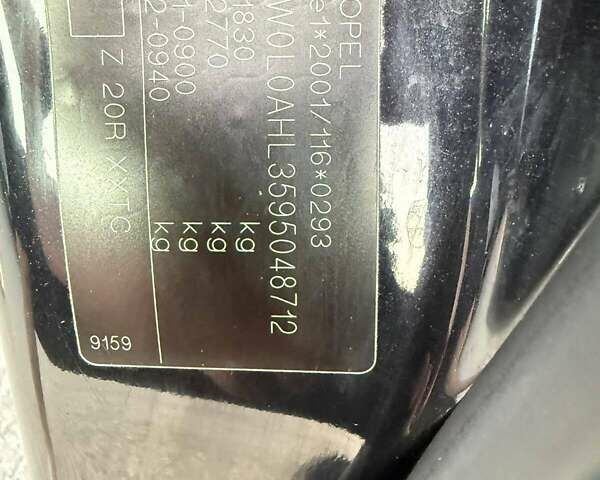 OPEL
e1*2001/116*0293
W0L0AHL3595048712
1830 kg
2770 kg
1-0900 kg
2-0940 kg
Z 20R XXTC
9159